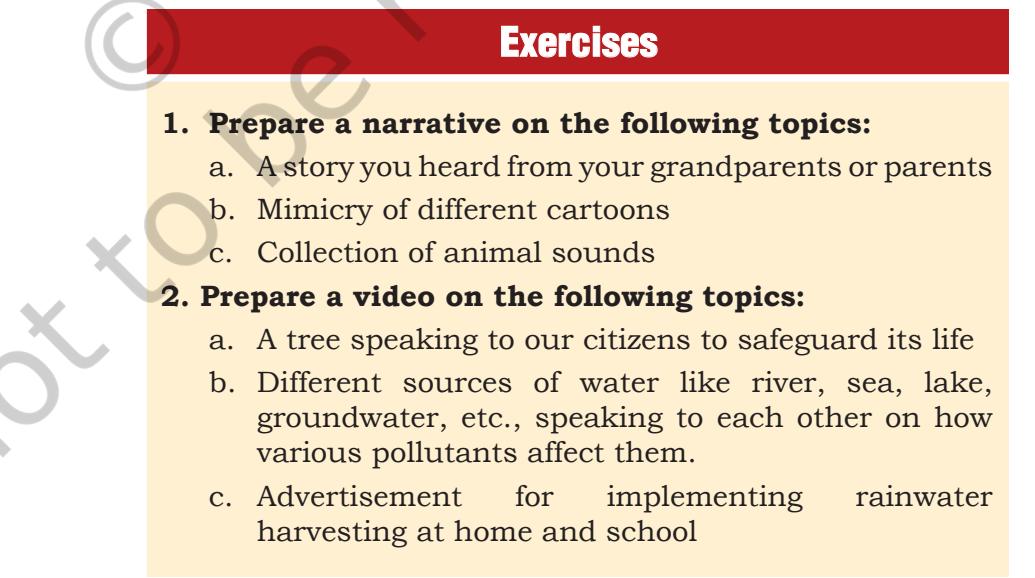 Exercises
1. Prepare a narrative on the following topics:
a. A story you heard from your grandparents or parents
b. Mimicry of different cartoons
c. Collection of animal sounds
2. Prepare a video on the following topics:
a. A tree speaking to our citizens to safeguard its life
b. Different sources of water like river, sea, lake,
groundwater, etc., speaking to each other on how
various pollutants affect them.
c. Advertisement for implementing rainwater
harvesting at home and school
©
not to be